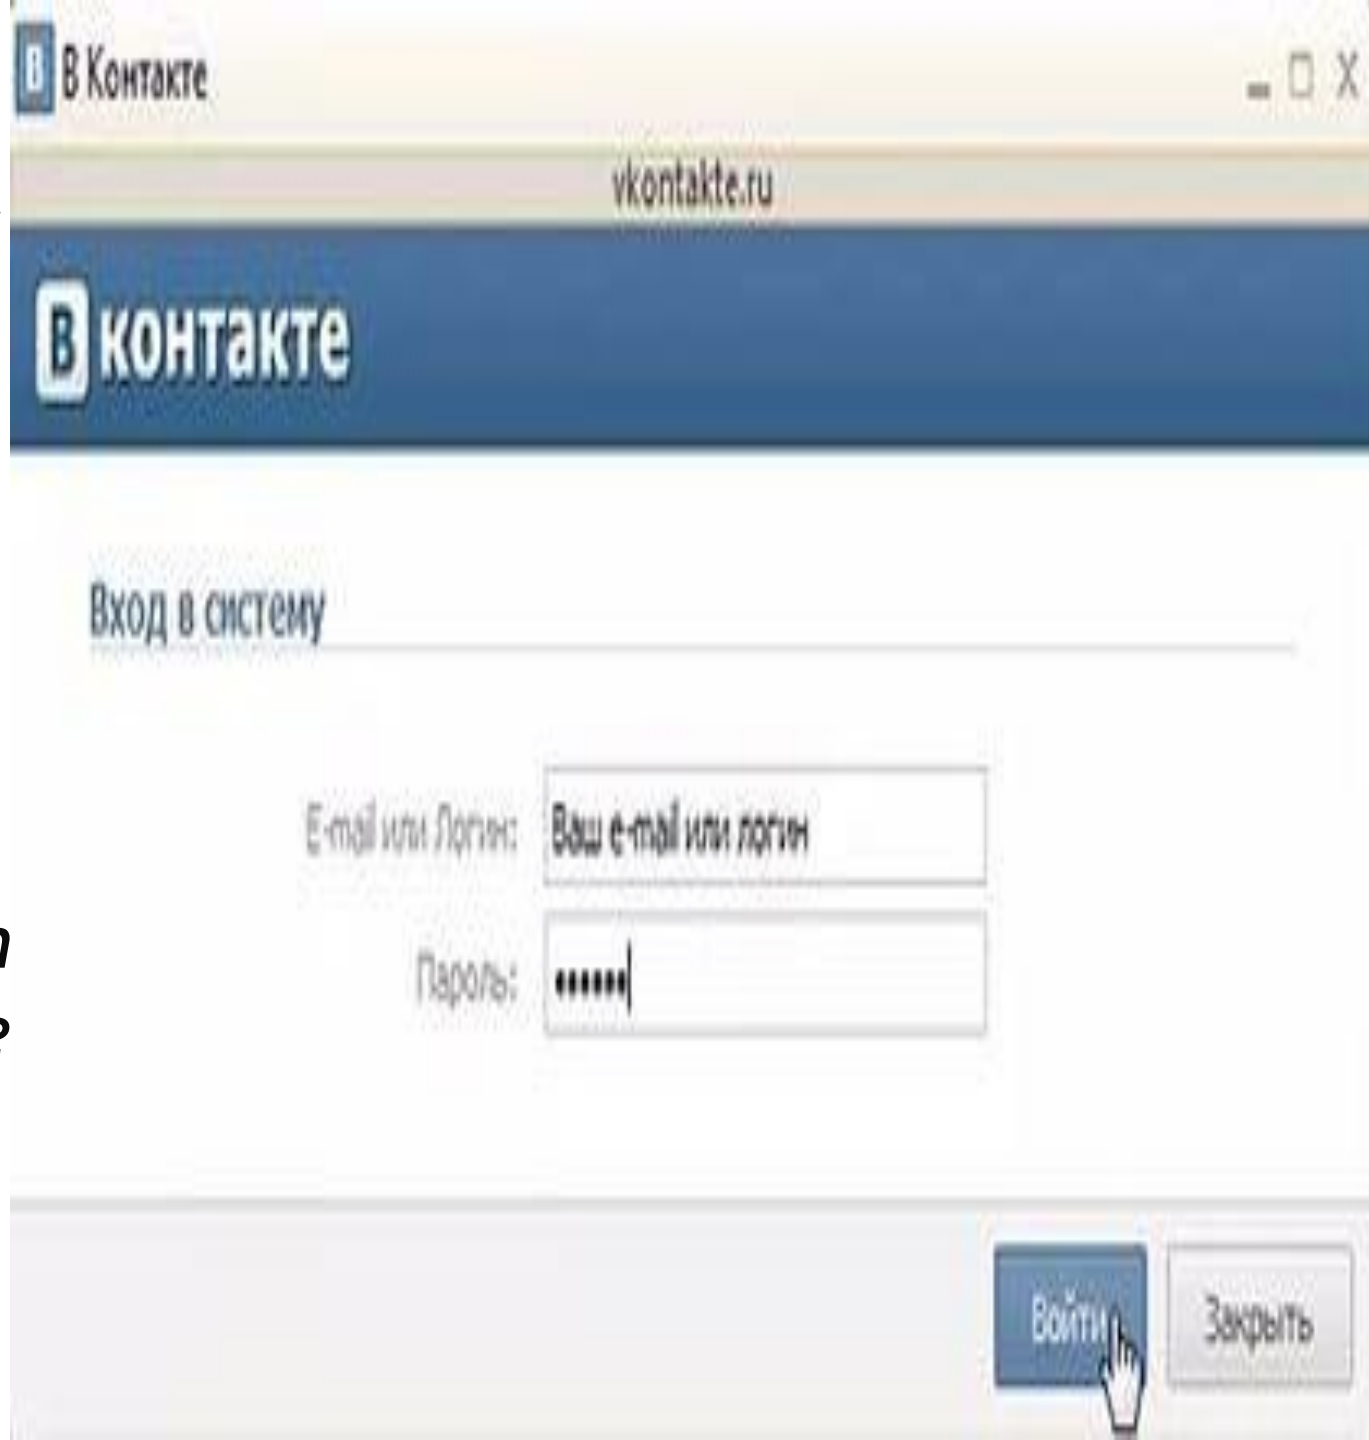 В В Контакте
vkontakte.ru
В контакте
Вход в систему
E-mail или Логин: Ваш e-mail или логин
Пароль: ••••••
Войти Закрыть